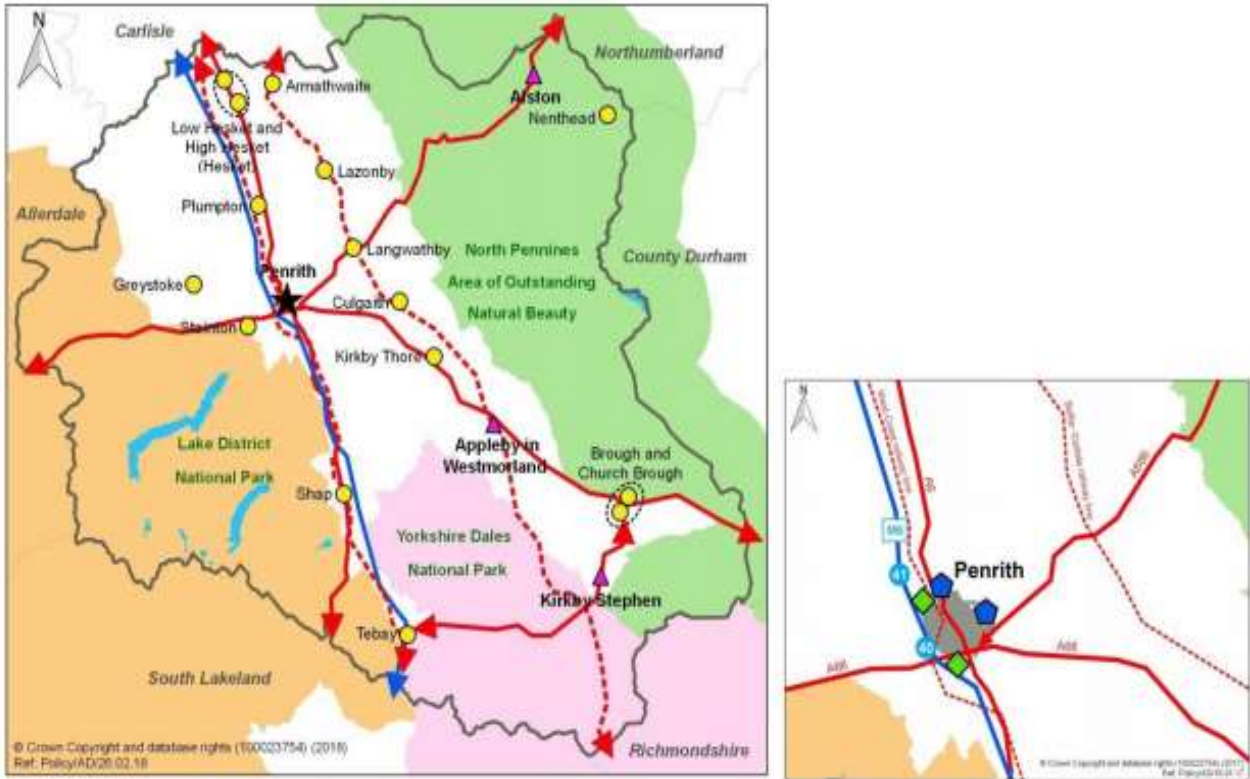 N
Carlisle
Northumberland
Armathwaite
Alston
Nenthead
Low Hesket and
High Hesket
(Hesket)
Lazonby
Plumpton
Allerdale
Langwathby
North Pennines
County Durham
Penrith
Area of Outstanding
Greystoke
Culgaith
Natural Beauty
Stainton
Kirkby Thore
Lake District
National Park
Appleby in
Westmorland
Brough and
Church Brough
Shap
Yorkshire Dales
National Park
Kirkby Stephen
Tebay
South Lakeland
Richmondshire
© Crown Copyright and database rights (100023754) (2018)
Ref: Policy/AD/26.02.18
N
A6
A686
M6
41
Penrith
40
A66
A66